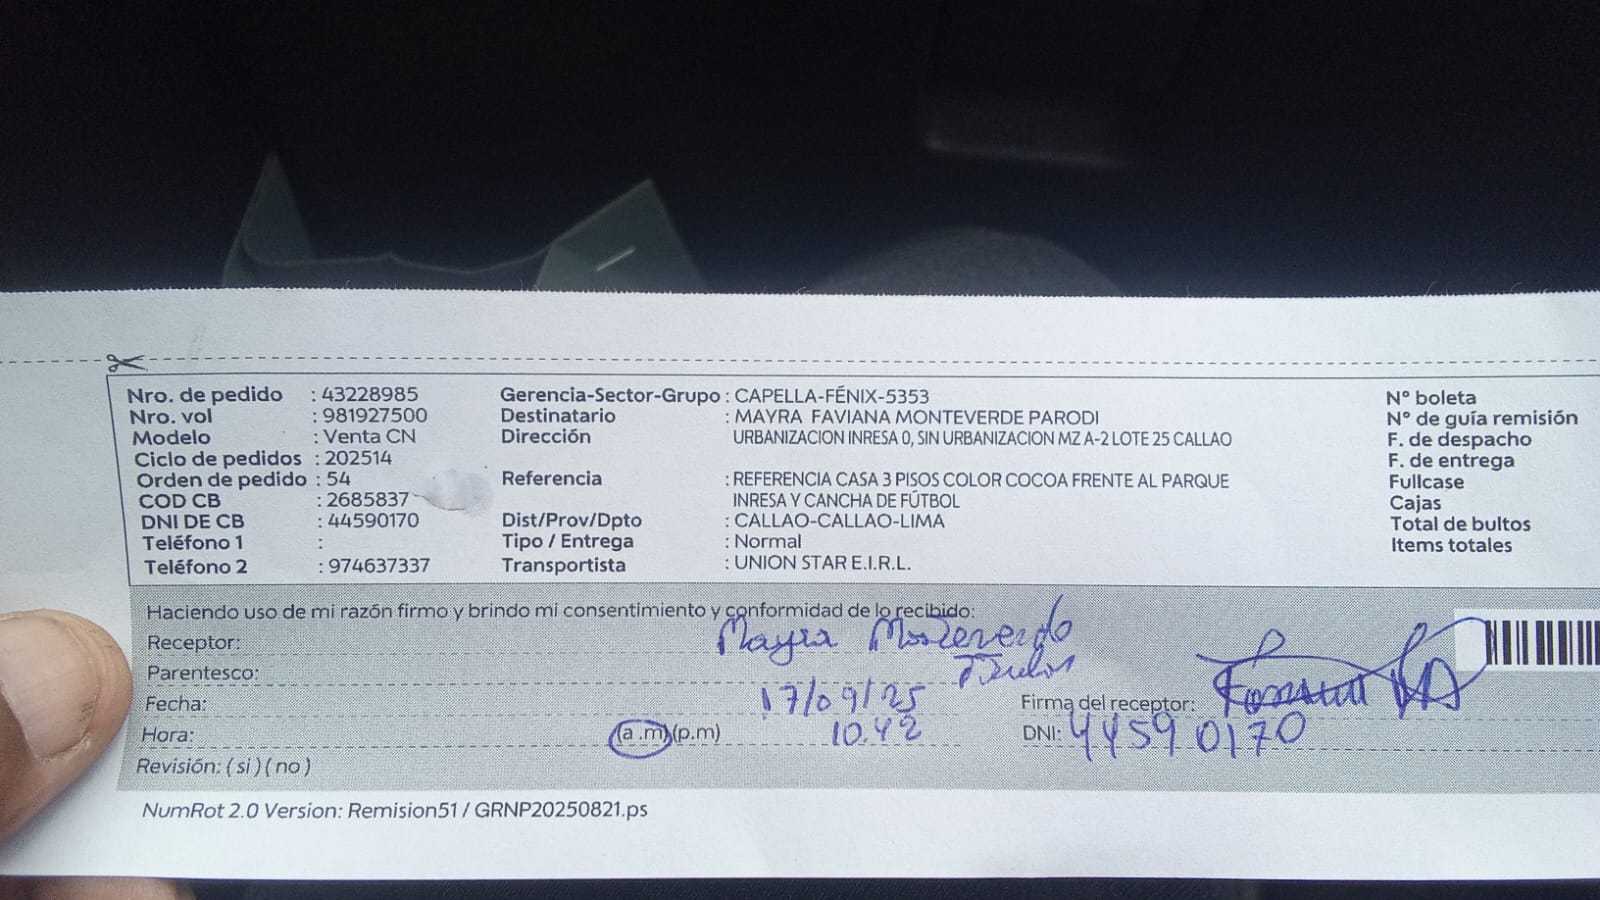 Nro. de pedido : 43228985 Gerencia-Sector-Grupo : CAPELLA-FÉNIX-5353 N° boleta
Nro. vol : 981927500 Destinatario : MAYRA FAVIANA MONTEVERDE PARODI N° de guía remisión
Modelo : Venta CN Dirección URBANIZACION INRESA 0, SIN URBANIZACION MZ A-2 LOTE 25 CALLAO F. de despacho
Ciclo de pedidos : 202514 F. de entrega
Orden de pedido : 54 Referencia : REFERENCIA CASA 3 PISOS COLOR COCOA FRENTE AL PARQUE Fullcase
COD CB : 2685837 INRESA Y CANCHA DE FÚTBOL Cajas
DNI DE CB : 44590170 Dist/Prov/Dpto : CALLAO-CALLAO-LIMA Total de bultos
Teléfono 1 : Tipo / Entrega : Normal Items totales
Teléfono 2 : 974637337 Transportista : UNION STAR E.I.R.L.
Haciendo uso de mi razón firmo y brindo mi consentimiento y conformidad de lo recibido:
Receptor: Mayra Monteverde
Parentesco:
Fecha: 17/09/25 Firma del receptor:
Hora: (a .m)(p.m) 10.42 DNI: 44590170
Revisión: ( si ) ( no )
NumRot 2.0 Version: Remision51 / GRNP20250821.ps